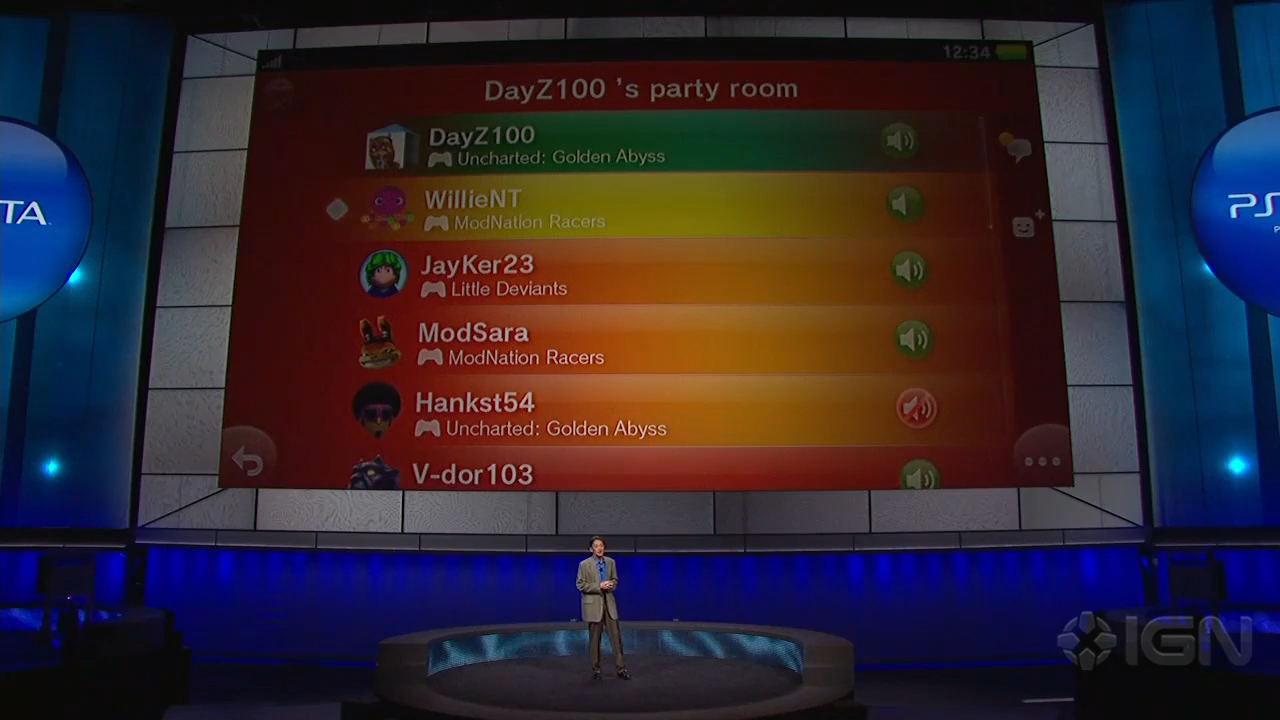 12:34
DayZ100 's party room
DayZ100
Uncharted: Golden Abyss
WillieNT
ModNation Racers
JayKer23
Little Deviants
ModSara
ModNation Racers
Hankst54
Uncharted: Golden Abyss
V-dor103
TA
PS
P
IGN